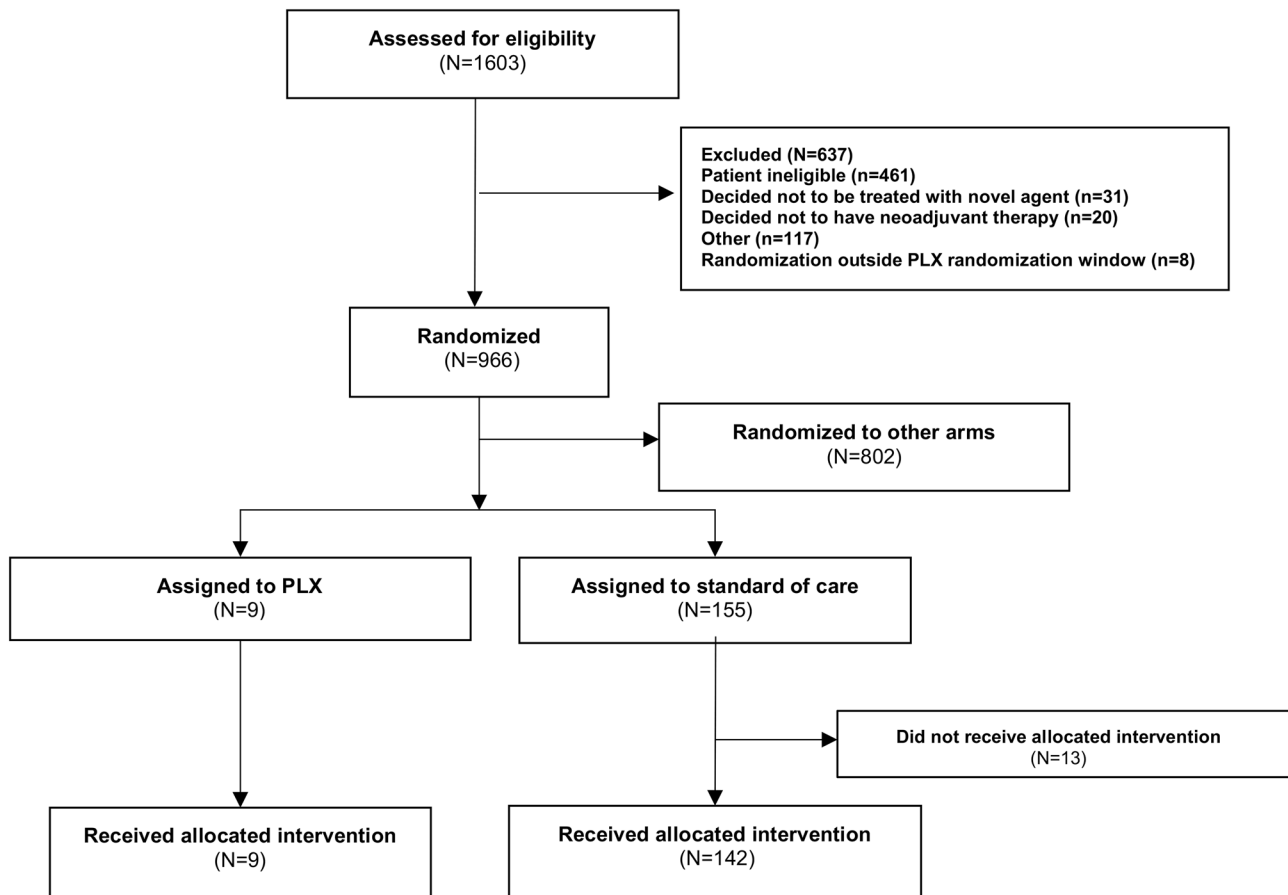 Assessed for eligibility
(N=1603)
Excluded (N=637)
Patient ineligible (n=461)
Decided not to be treated with novel agent (n=31)
Decided not to have neoadjuvant therapy (n=20)
Other (n=117)
Randomization outside PLX randomization window (n=8)
Randomized
(N=966)
Randomized to other arms
(N=802)
Assigned to PLX
(N=9)
Assigned to standard of care
(N=155)
Did not receive allocated intervention
(N=13)
Received allocated intervention
(N=9)
Received allocated intervention
(N=142)